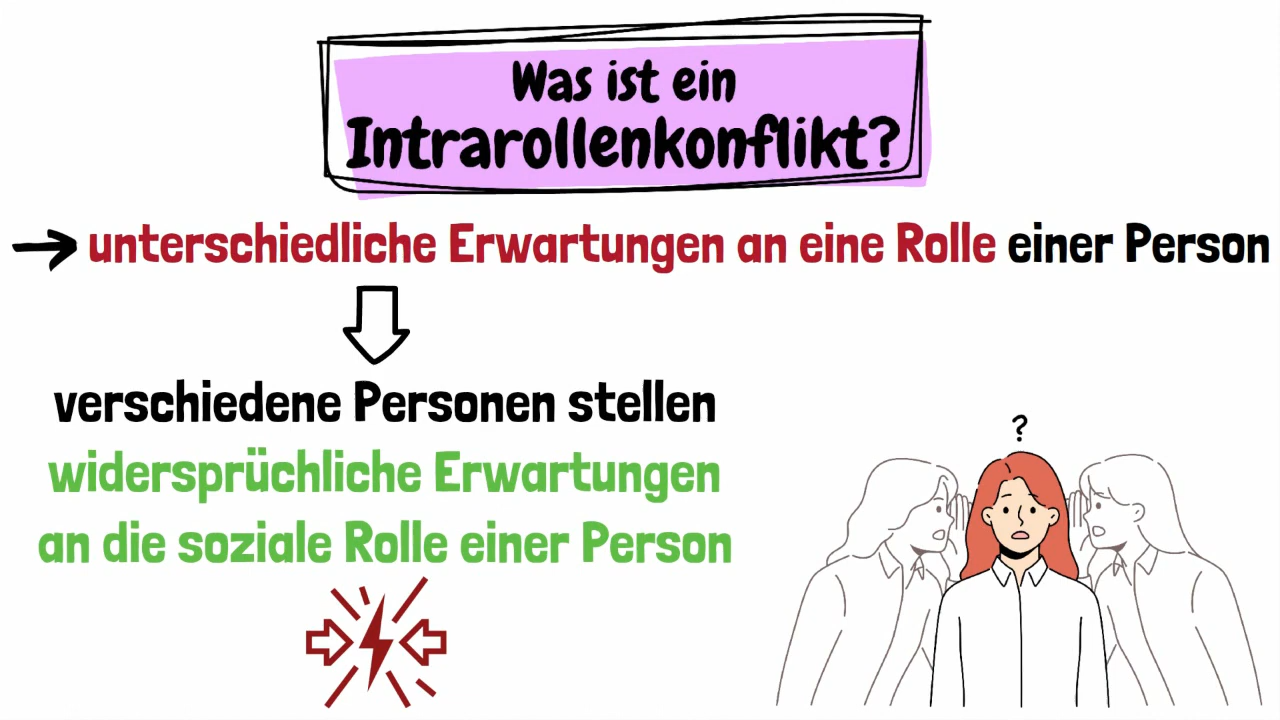 Was ist ein
Intrarollenkonflikt?
→ unterschiedliche Erwartungen an eine Rolle einer Person
verschiedene Personen stellen
widersprüchliche Erwartungen
an die soziale Rolle einer Person
?